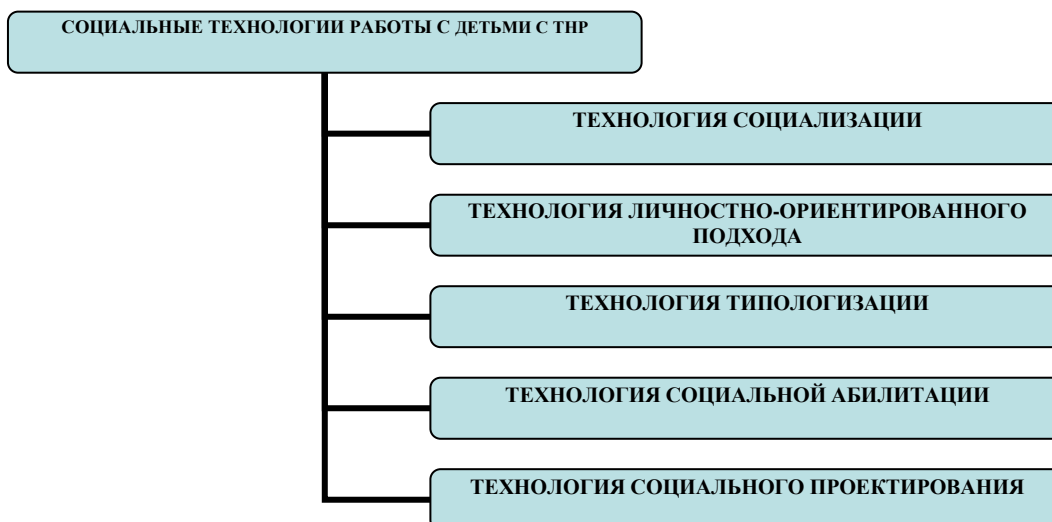 СОЦИАЛЬНЫЕ ТЕХНОЛОГИИ РАБОТЫ С ДЕТЬМИ С ТНР
ТЕХНОЛОГИЯ СОЦИАЛИЗАЦИИ
ТЕХНОЛОГИЯ ЛИЧНОСТНО-ОРИЕНТИРОВАННОГО
ПОДХОДА
ТЕХНОЛОГИЯ ТИПОЛОГИЗАЦИИ
ТЕХНОЛОГИЯ СОЦИАЛЬНОЙ АБИЛИТАЦИИ
ТЕХНОЛОГИЯ СОЦИАЛЬНОГО ПРОЕКТИРОВАНИЯ